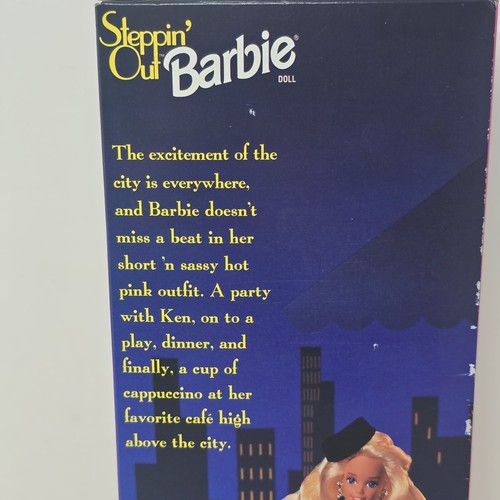 Steppin'
Out Barbie®
DOLL
The excitement of the
city is everywhere,
and Barbie doesn't
miss a beat in her
short 'n sassy hot
pink outfit. A party
with Ken, on to a
play, dinner, and
finally, a cup of
cappuccino at her
favorite café high
above the city.